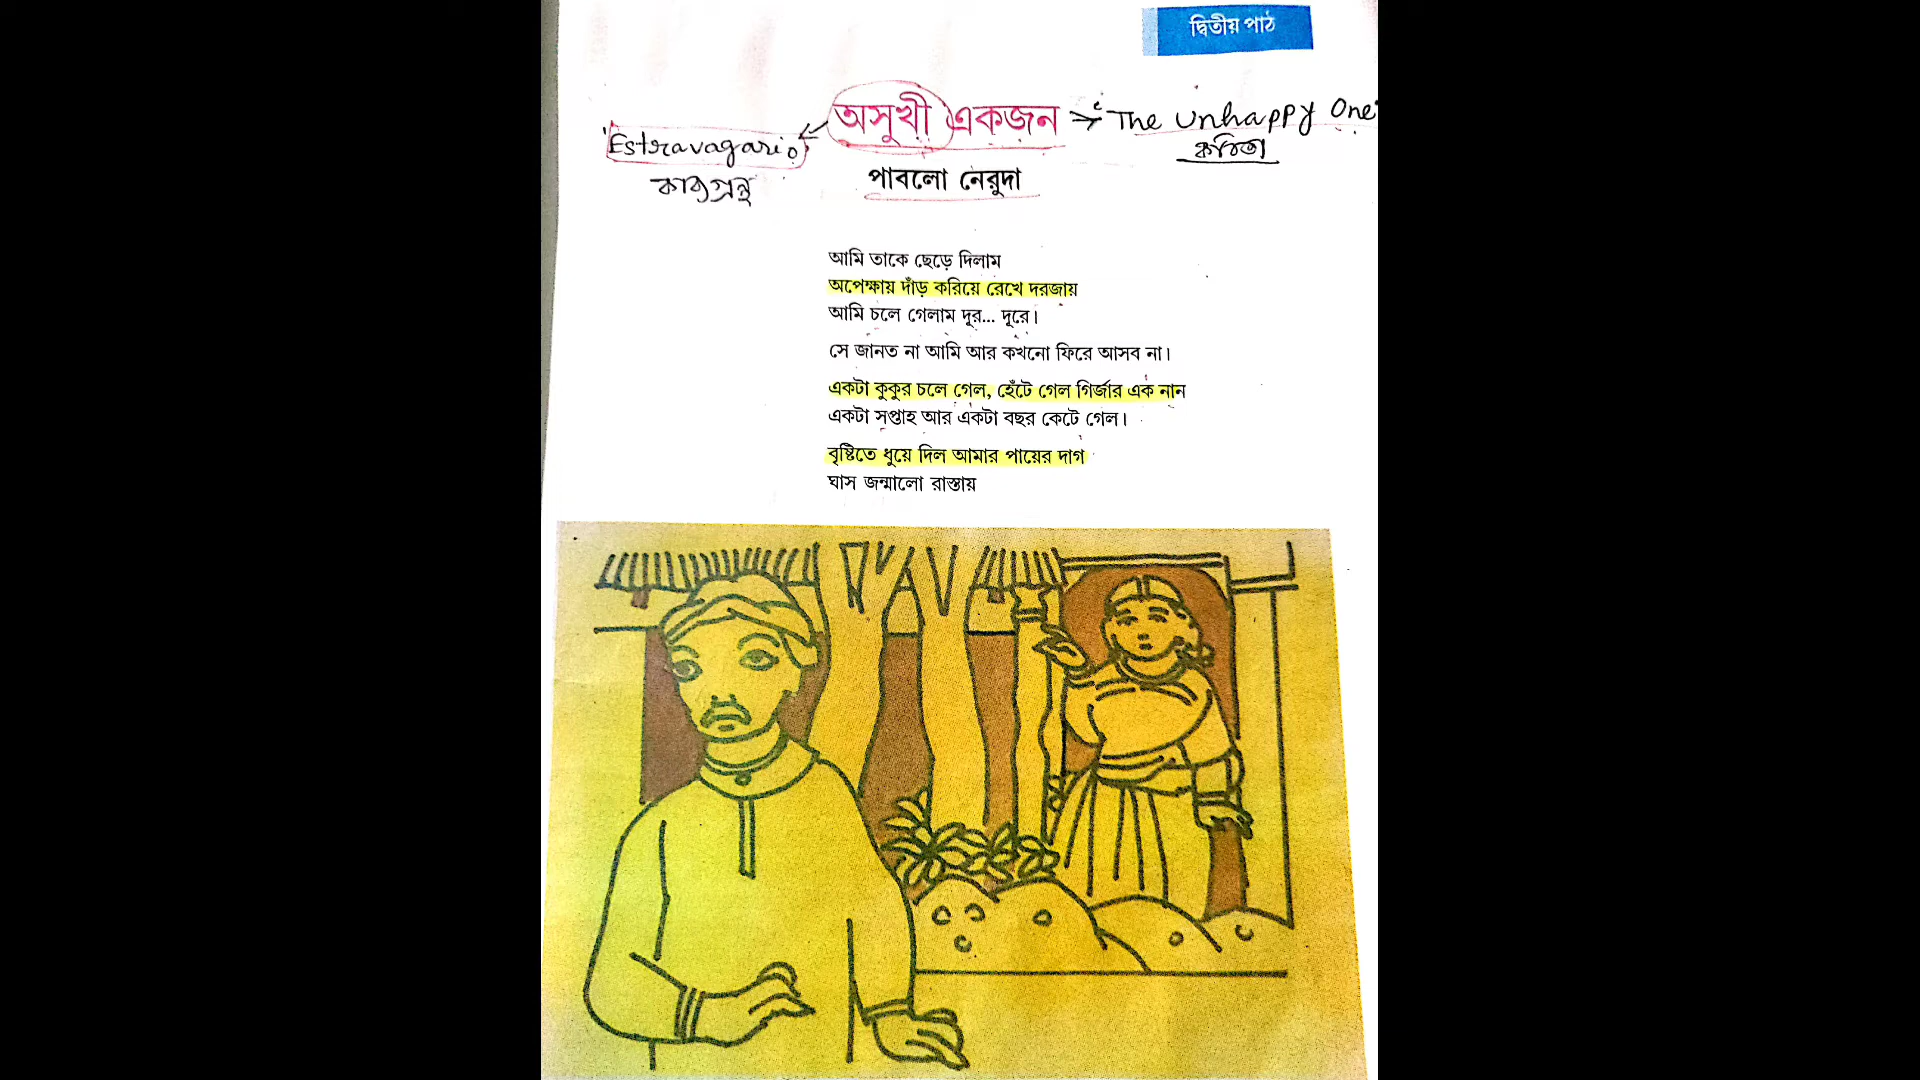 দ্বিতীয় পাঠ
অসুখী একজন → 'The Unhappy One'
কবিতা
'Estravagario'
কাব্যগ্রন্থ
পাবলো নেরুদা
আমি তাকে ছেড়ে দিলাম
অপেক্ষায় দাঁড় করিয়ে রেখে দরজায়
আমি চলে গেলাম দূর... দূরে।
সে জানত না আমি আর কখনো ফিরে আসব না।
একটা কুকুর চলে গেল, হেঁটে গেল গির্জার এক নান
একটা সপ্তাহ আর একটা বছর কেটে গেল।
বৃষ্টিতে ধুয়ে দিল আমার পায়ের দাগ
ঘাস জন্মালো রাস্তায়